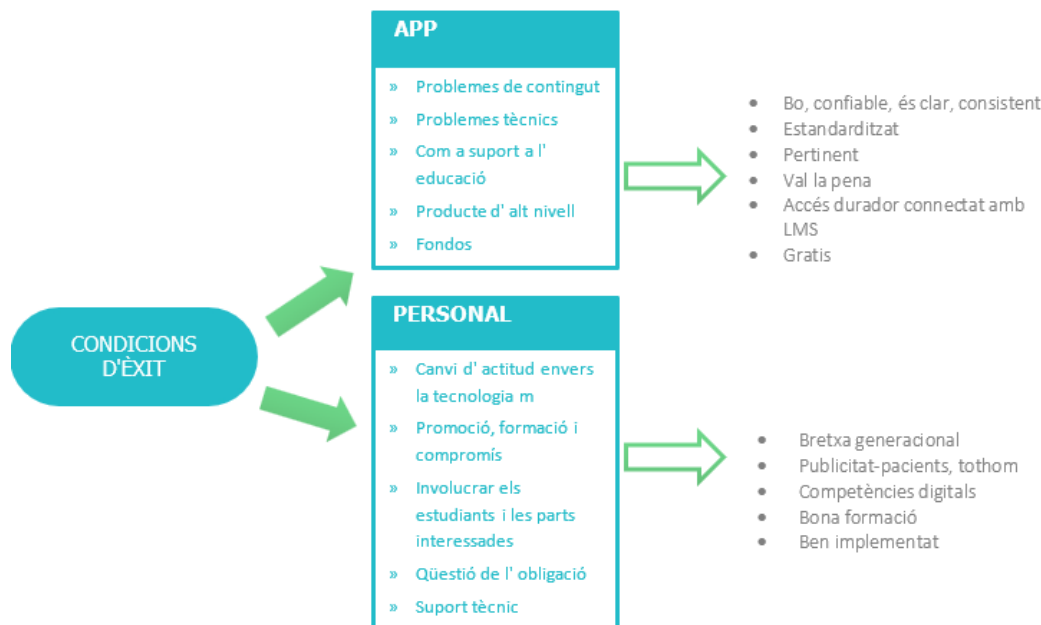 CONDICIONS
D'ÈXIT
APP
» Problemes de contingut
» Problemes tècnics
» Com a suport a l'
educació
» Producte d' alt nivell
» Fondos
• Bo, confiable, és clar, consistent
• Estandarditzat
• Pertinent
• Val la pena
• Accés durador connectat amb
LMS
• Gratis
PERSONAL
» Canvi d' actitud envers
la tecnologia m
» Promoció, formació i
compromís
» Involucrar els
estudiants i les parts
interessades
» Qüestió de l' obligació
» Suport tècnic
• Bretxa generacional
• Publicitat-pacients, tothom
• Competències digitals
• Bona formació
• Ben implementat